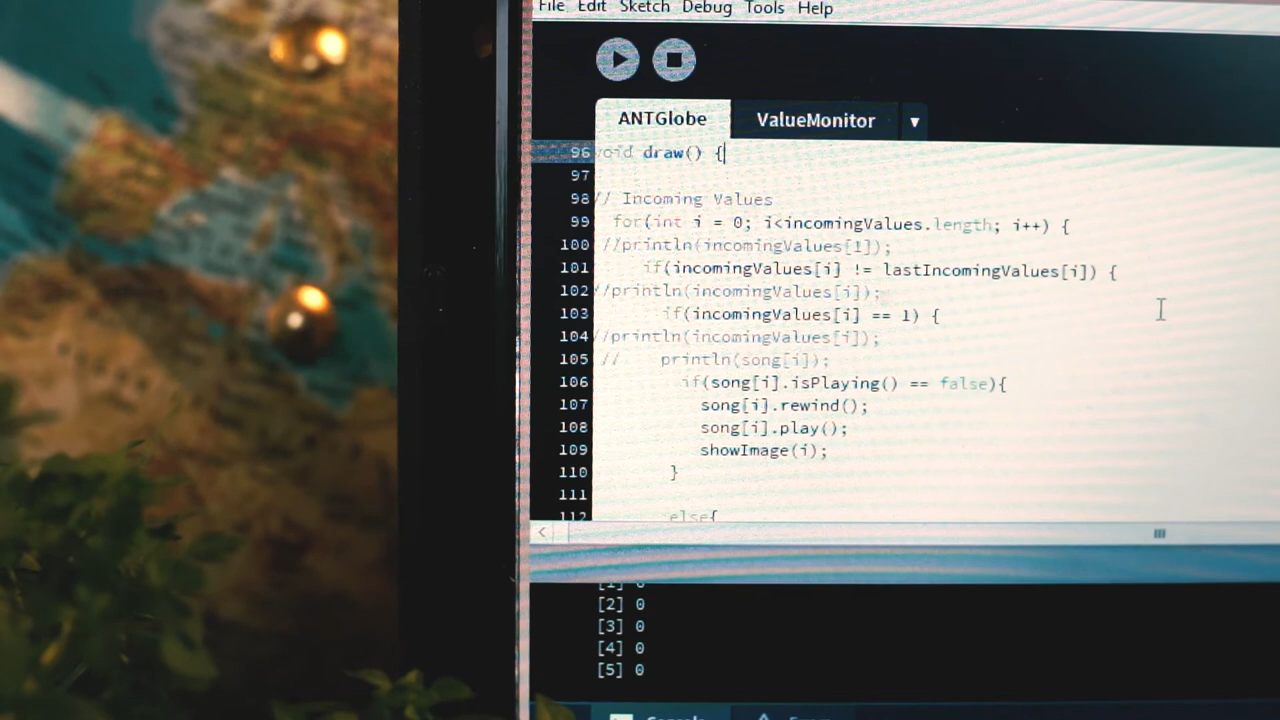 File Edit Sketch Debug Tools Help
ANTGlobe ValueMonitor ▼
96 void draw() {
97
98 // Incoming Values
99 for(int i = 0; i<incomingValues.length; i++) {
100 //println(incomingValues[1]);
101 if(incomingValues[i] != lastIncomingValues[i]) {
102 //println(incomingValues[i]);
103 if(incomingValues[i] == 1) {
104 //println(incomingValues[i]);
105 // println(song[i]);
106 if(song[i].isPlaying() == false){
107 song[i].rewind();
108 song[i].play();
109 showImage(i);
110 }
111
112 else{
[1] 0
[2] 0
[3] 0
[4] 0
[5] 0